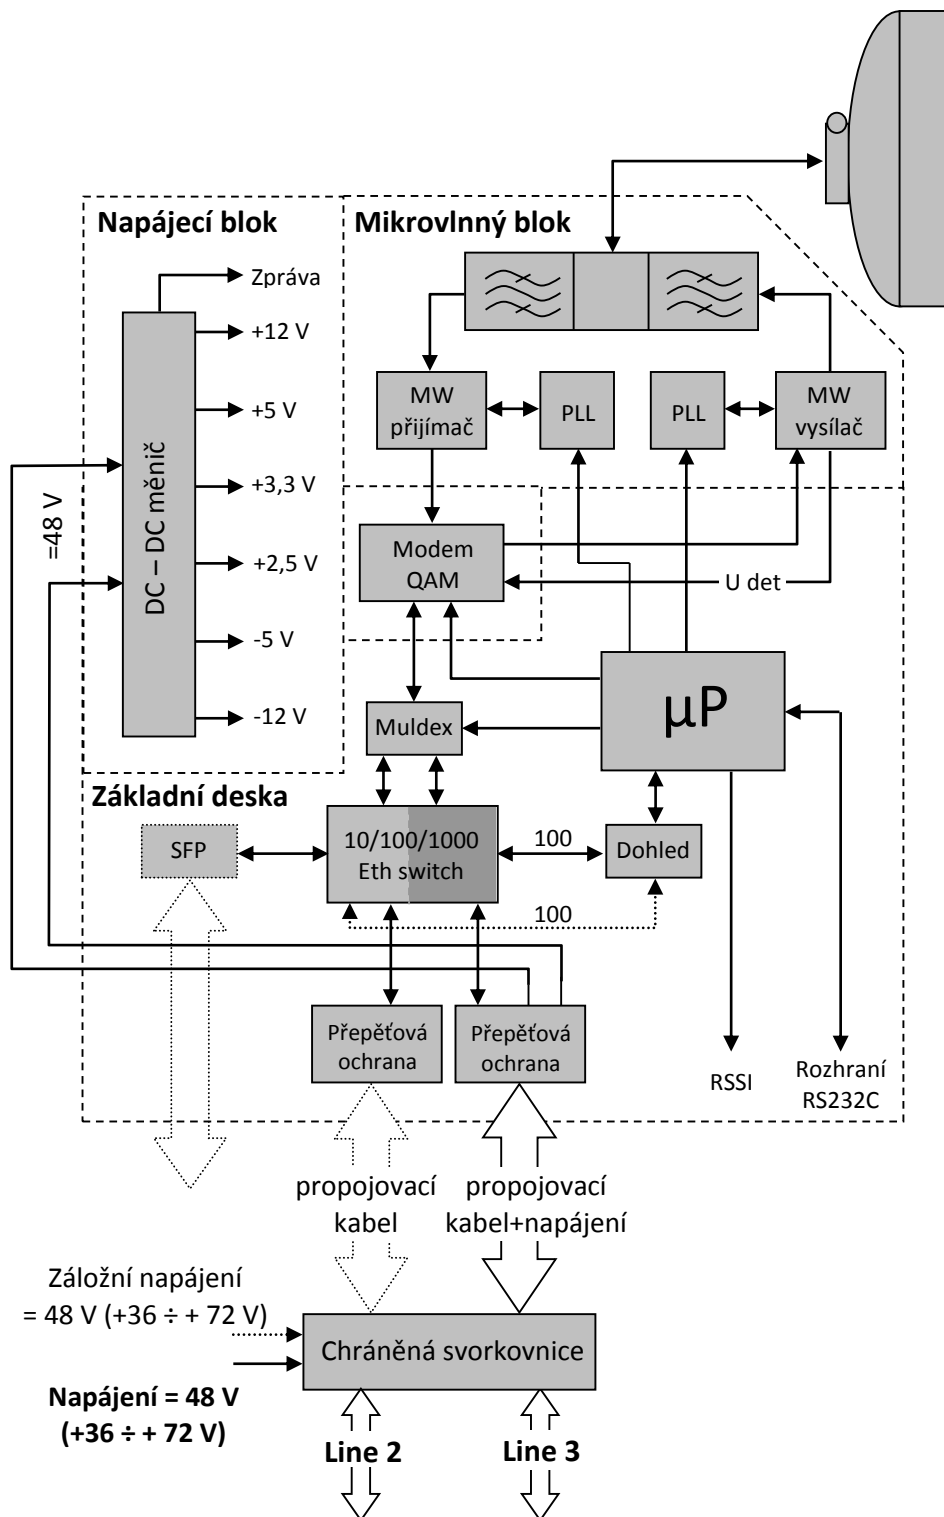 Napájecí blok
Mikrovlnný blok
Zpráva
+12 V
+5 V
+3,3 V
+2,5 V
-5 V
-12 V
DC – DC měnič
=48 V
MW
přijímač
PLL
PLL
MW
vysílač
Modem
QAM
U det
µP
Muldex
Základní deska
SFP
10/100/1000
Eth switch
100
Dohled
100
Přepěťová
ochrana
Přepěťová
ochrana
RSSI
Rozhraní
RS232C
propojovací
kabel
propojovací
kabel+napájení
Záložní napájení
= 48 V (+36 ÷ + 72 V)
Chráněná svorkovnice
Napájení = 48 V
(+36 ÷ + 72 V)
Line 2
Line 3